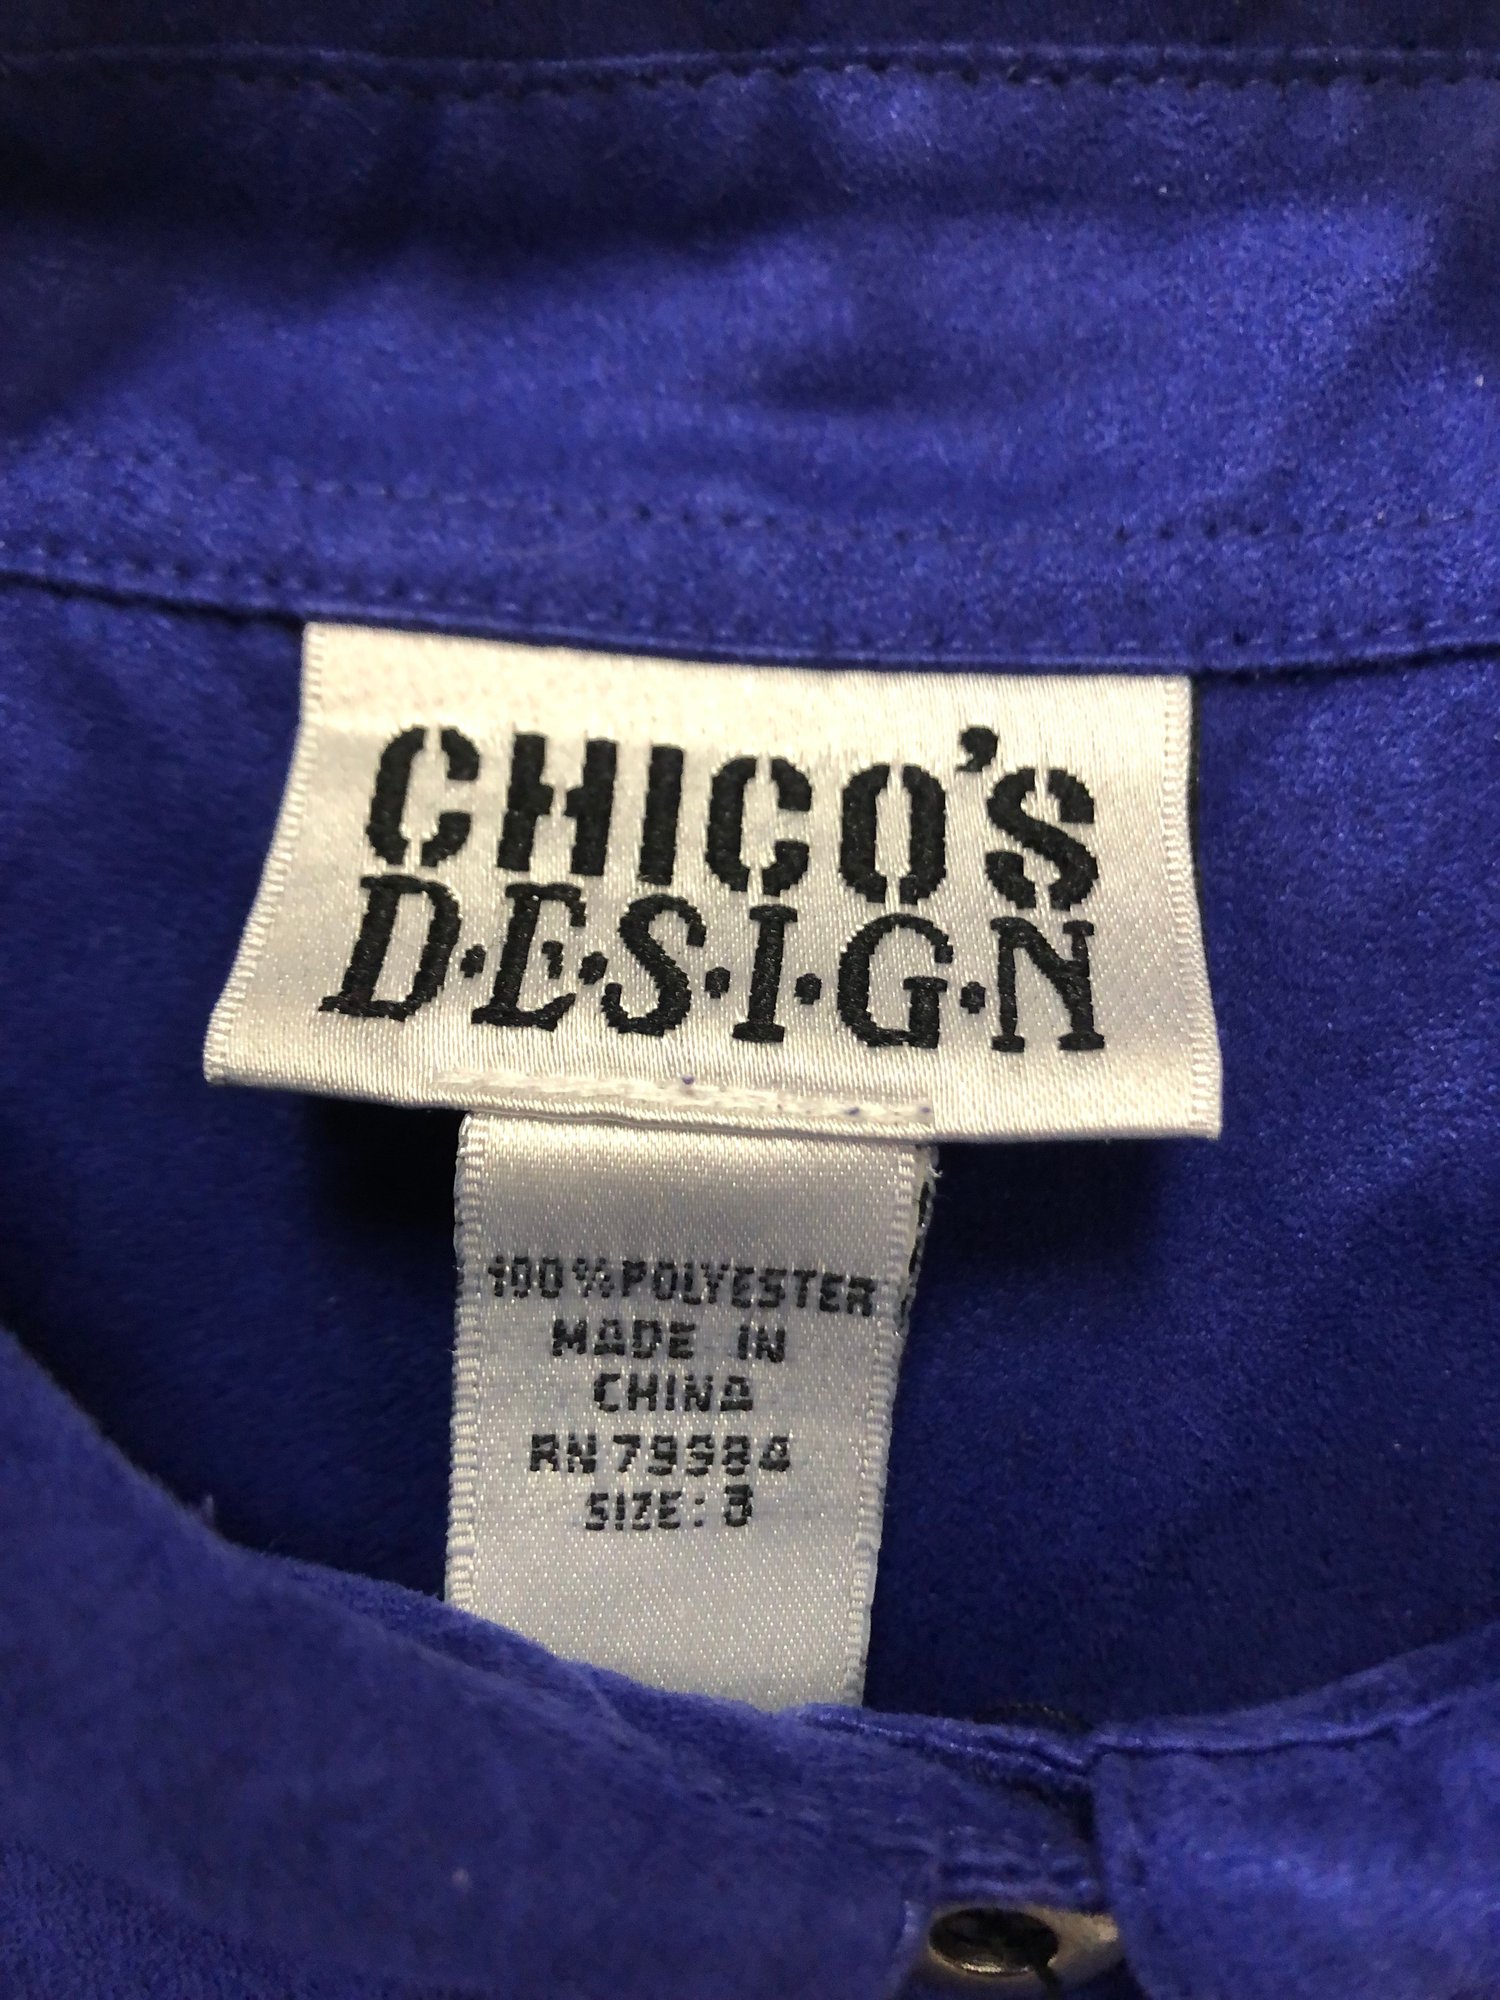 CHICO'S
D·E·S·I·G·N
100% POLYESTER
MADE IN
CHINA
RN 79984
SIZE: 3